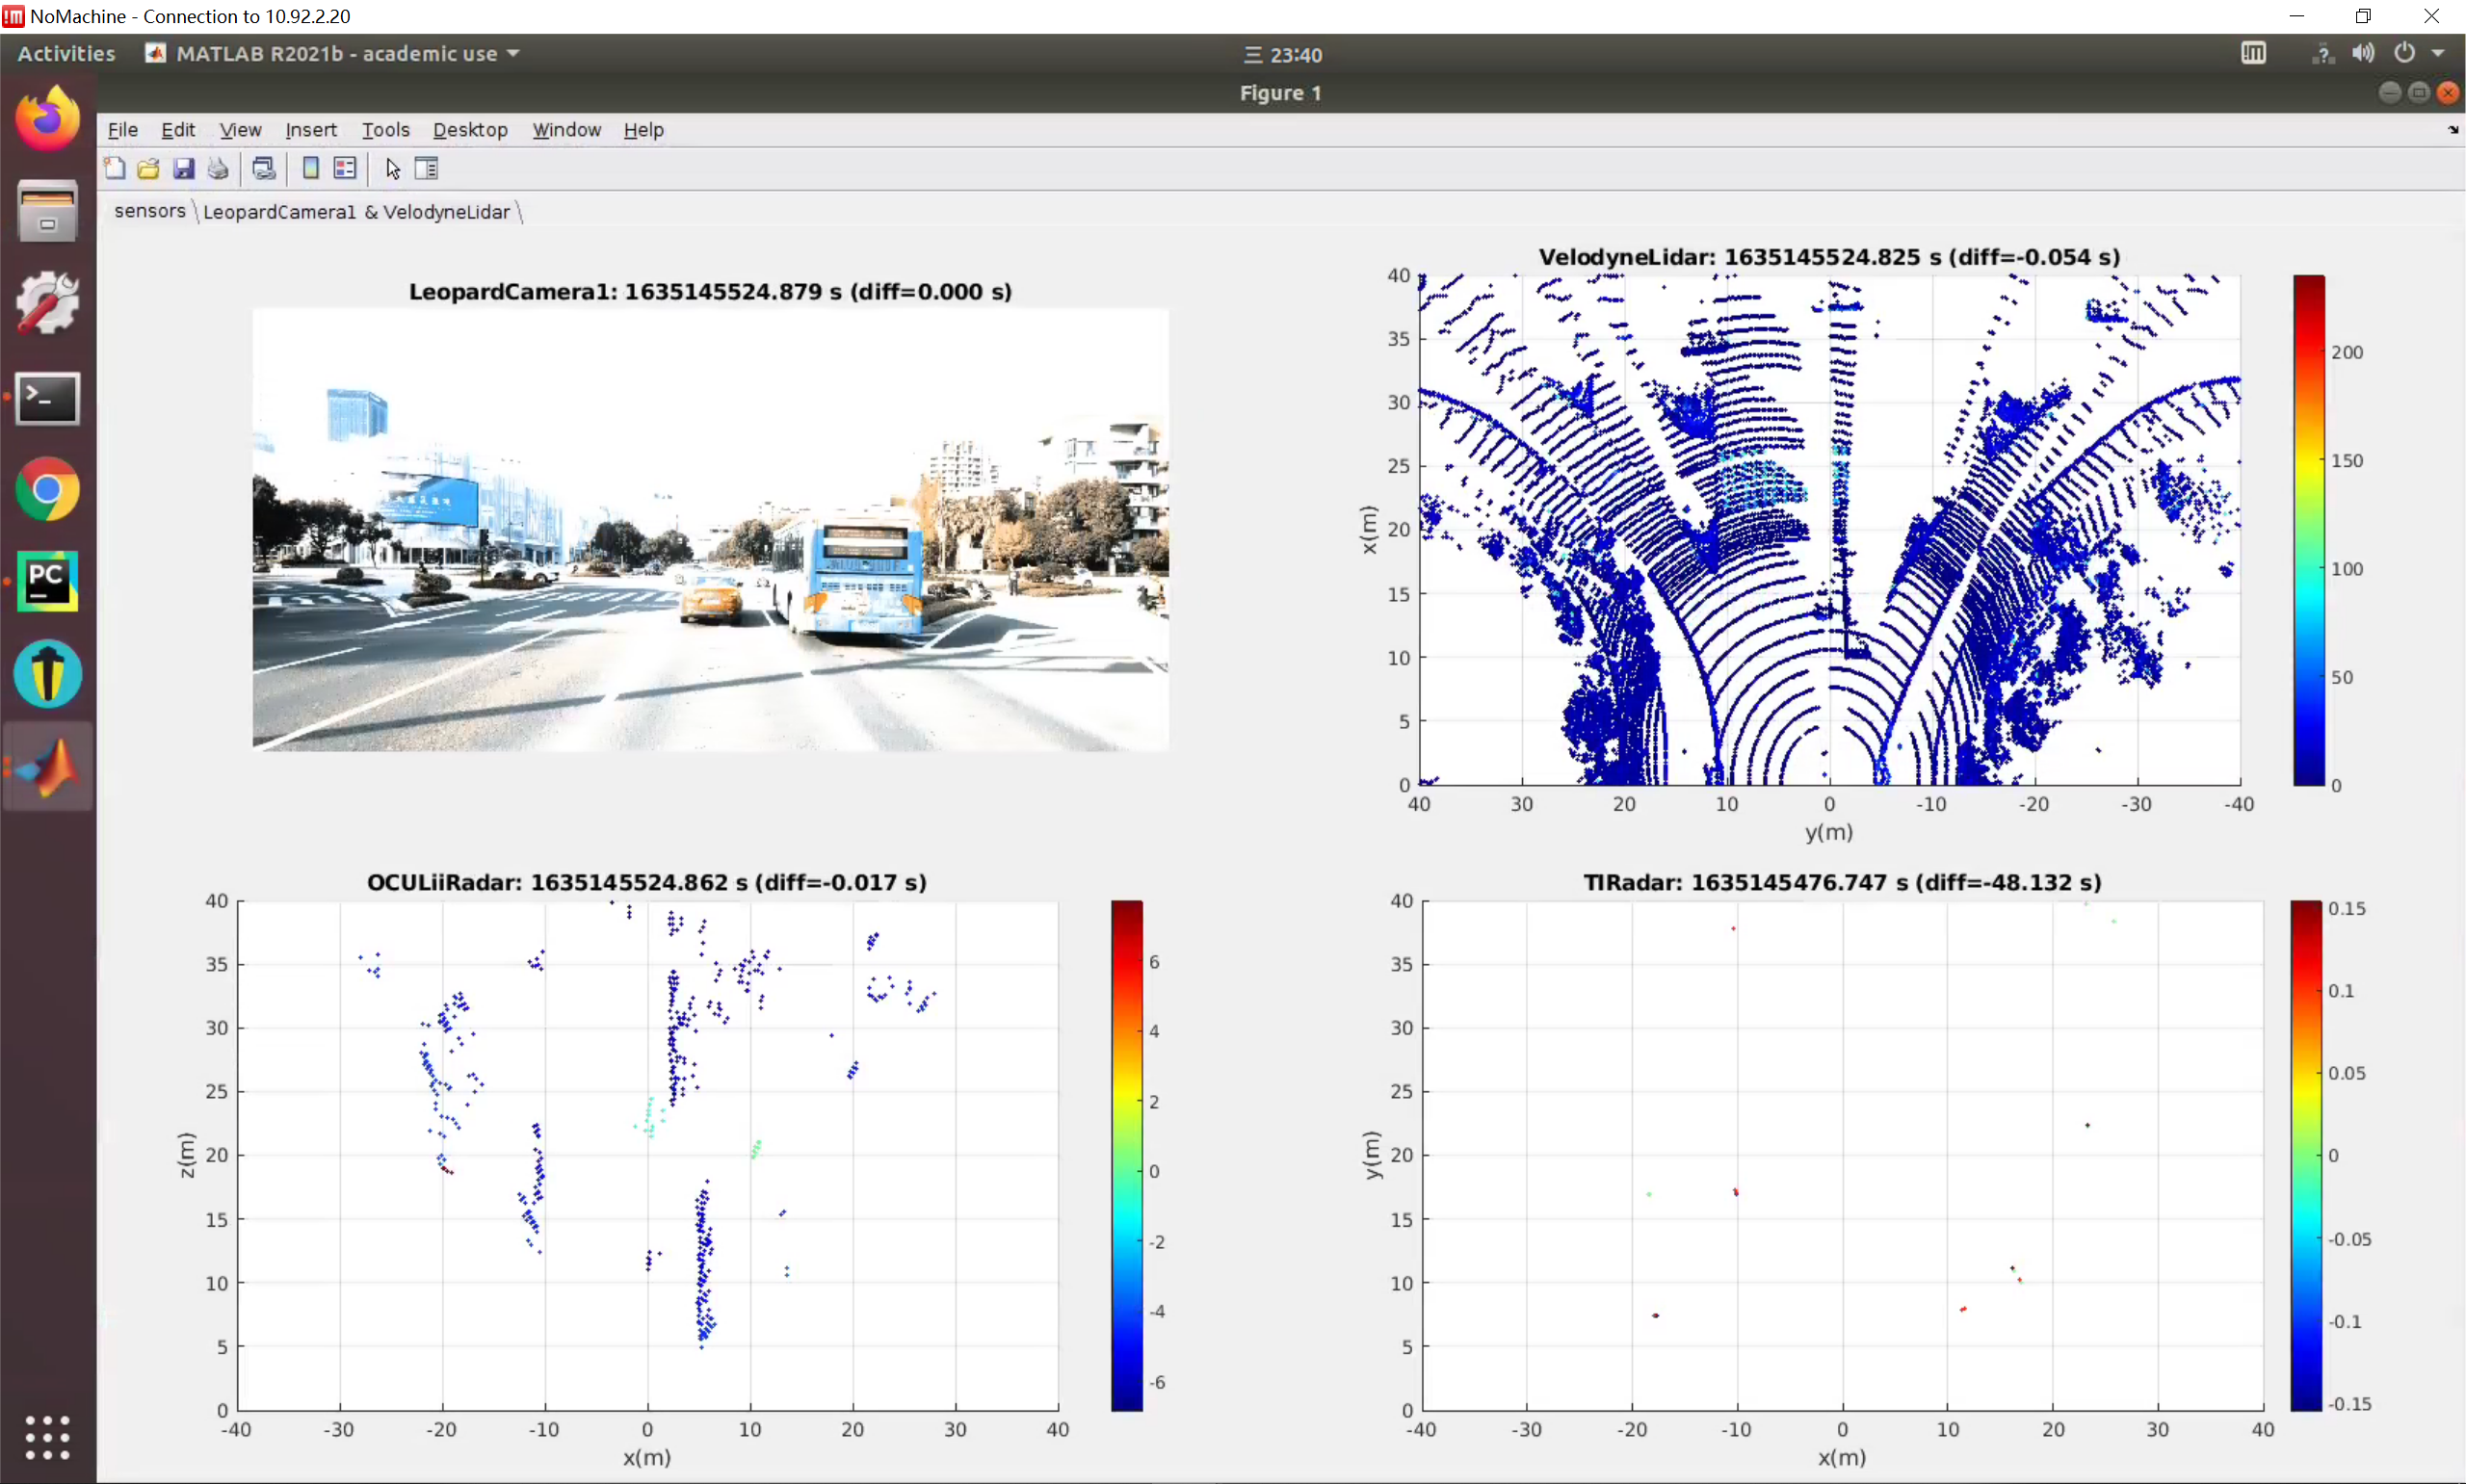 NoMachine - Connection to 10.92.2.20
Activities
MATLAB R2021b - academic use
三 23:40
Figure 1
File Edit View Insert Tools Desktop Window Help
sensors
LeopardCamera1 & VelodyneLidar
LeopardCamera1: 1635145524.879 s (diff=0.000 s)
VelodyneLidar: 1635145524.825 s (diff=-0.054 s)
40
35
30
25
20
15
10
5
0
x(m)
40 30 20 10 0 -10 -20 -30 -40
y(m)
200
150
100
50
0
OCULiiRadar: 1635145524.862 s (diff=-0.017 s)
40
35
30
25
20
15
10
5
0
z(m)
-40 -30 -20 -10 0 10 20 30 40
x(m)
6
4
2
0
-2
-4
-6
TIRadar: 1635145476.747 s (diff=-48.132 s)
40
35
30
25
20
15
10
5
0
y(m)
-40 -30 -20 -10 0 10 20 30 40
x(m)
0.15
0.1
0.05
0
-0.05
-0.1
-0.15
PC